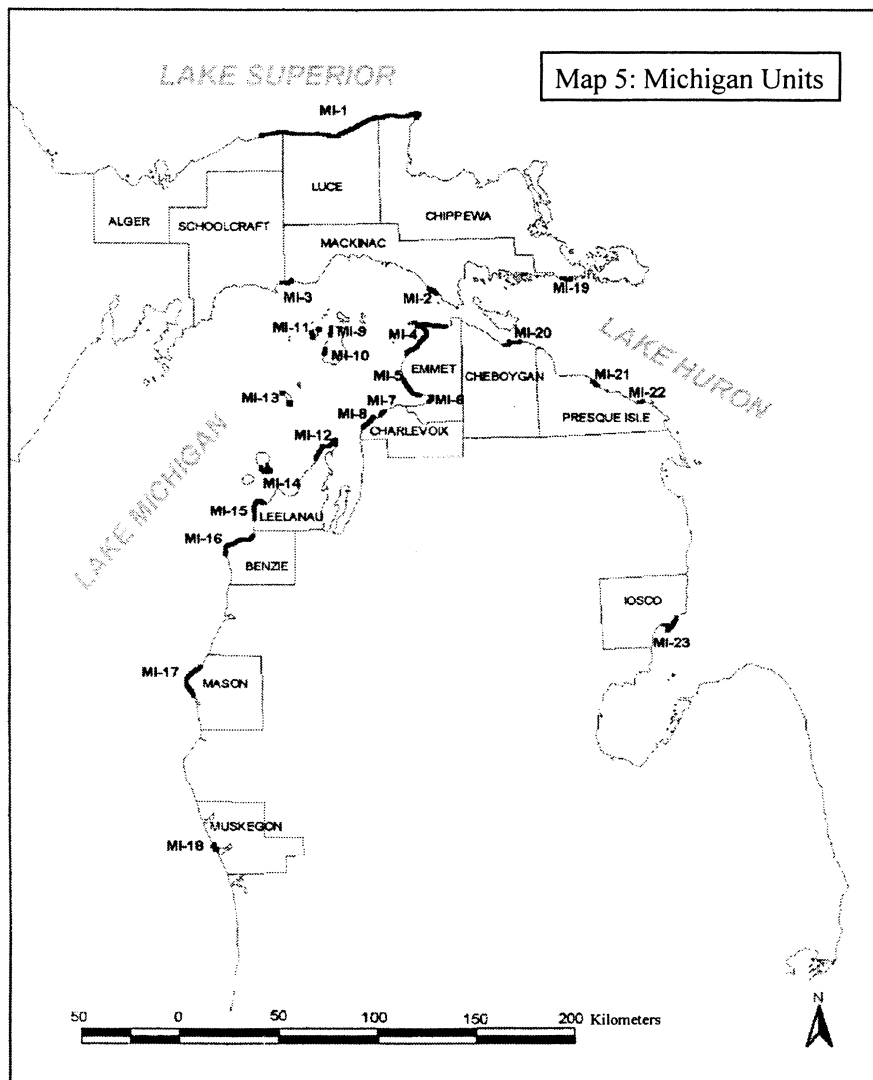 LAKE SUPERIOR
Map 5: Michigan Units
MI-1
LUCE
ALGER
SCHOOLCRAFT
CHIPPEWA
MACKINAC
MI-3
MI-2
MI-19
MI-11
MI-9
MI-4
MI-20
MI-10
LAKE HURON
EMMET
MI-5
CHEBOYGAN
MI-21
MI-13
MI-7
MI-6
MI-22
MI-8
PRESQUE ISLE
CHARLEVOIX
MI-12
LAKE MICHIGAN
MI-14
MI-15
LEELANAU
MI-16
BENZIE
IOSCO
MI-23
MI-17
MASON
MUSKEGON
MI-18
N
50 0 50 100 150 200 Kilometers